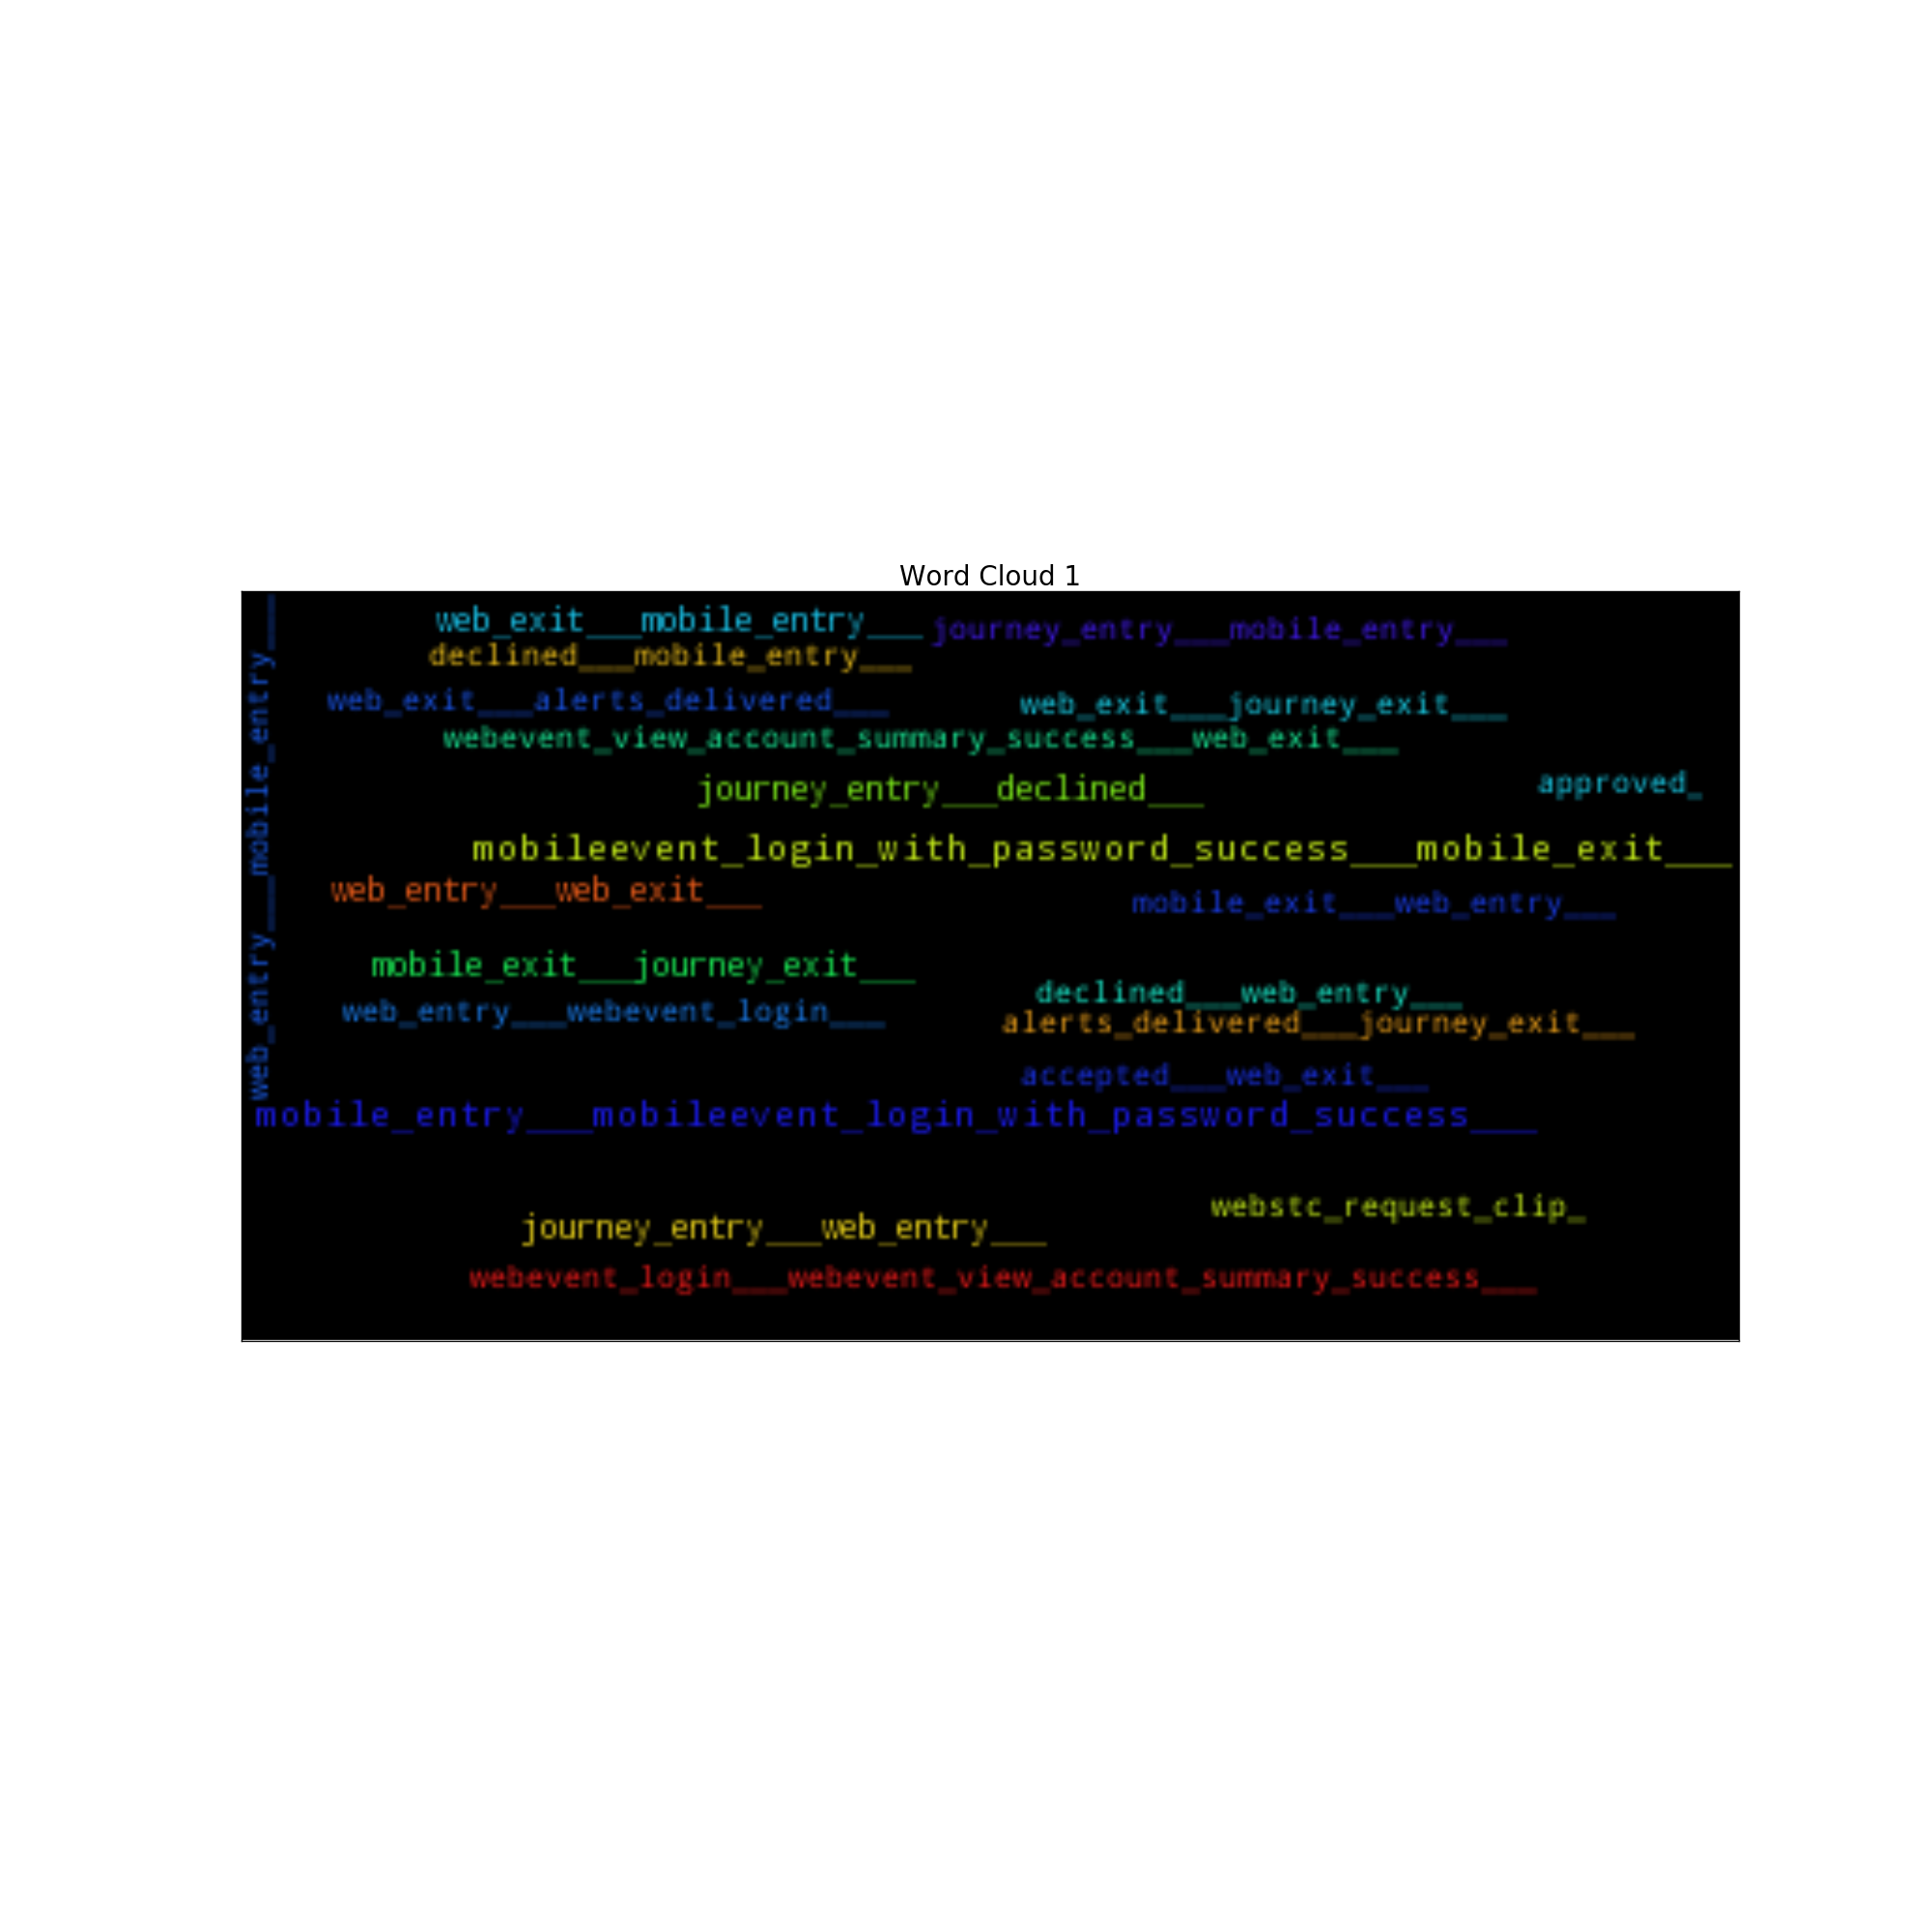 Word Cloud 1
web_exit___mobile_entry___
journey_entry___mobile_entry___
declined___mobile_entry___
web_exit___alerts_delivered___
web_exit___journey_exit___
webevent_view_account_summary_success___web_exit___
journey_entry___declined___
approved_
mobileevent_login_with_password_success___mobile_exit___
web_entry___web_exit___
mobile_exit___web_entry___
mobile_exit___journey_exit___
declined___web_entry___
web_entry___webevent_login___
alerts_delivered___journey_exit___
accepted___web_exit___
web_entry___mobile_entry___
mobile_entry___mobileevent_login_with_password_success___
webstc_request_clip_
journey_entry___web_entry___
webevent_login___webevent_view_account_summary_success___